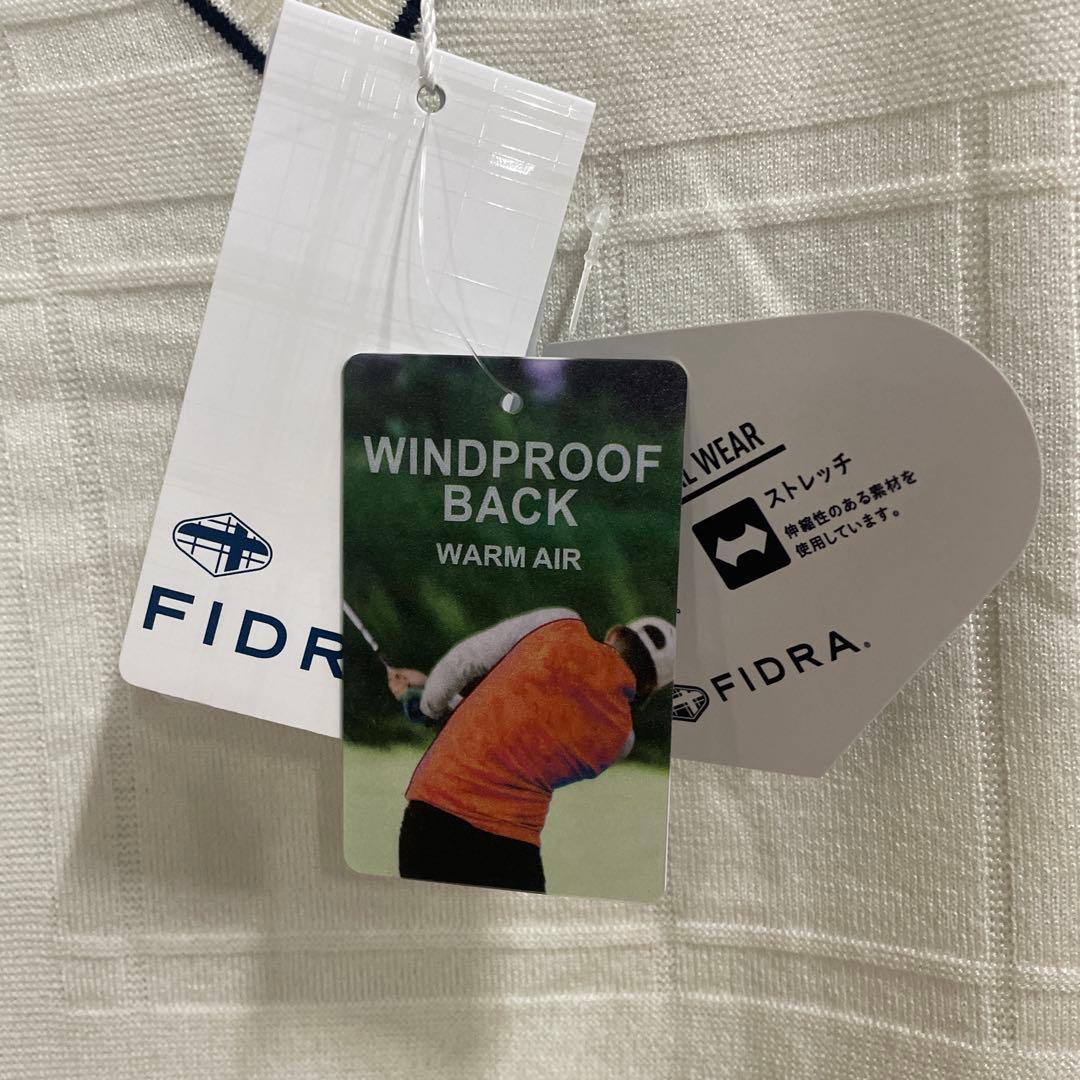 FIDR
WINDPROOF
BACK
WARM AIR
WEAR
ストレッチ
伸縮性のある素材を
使用しています。
FIDRA®